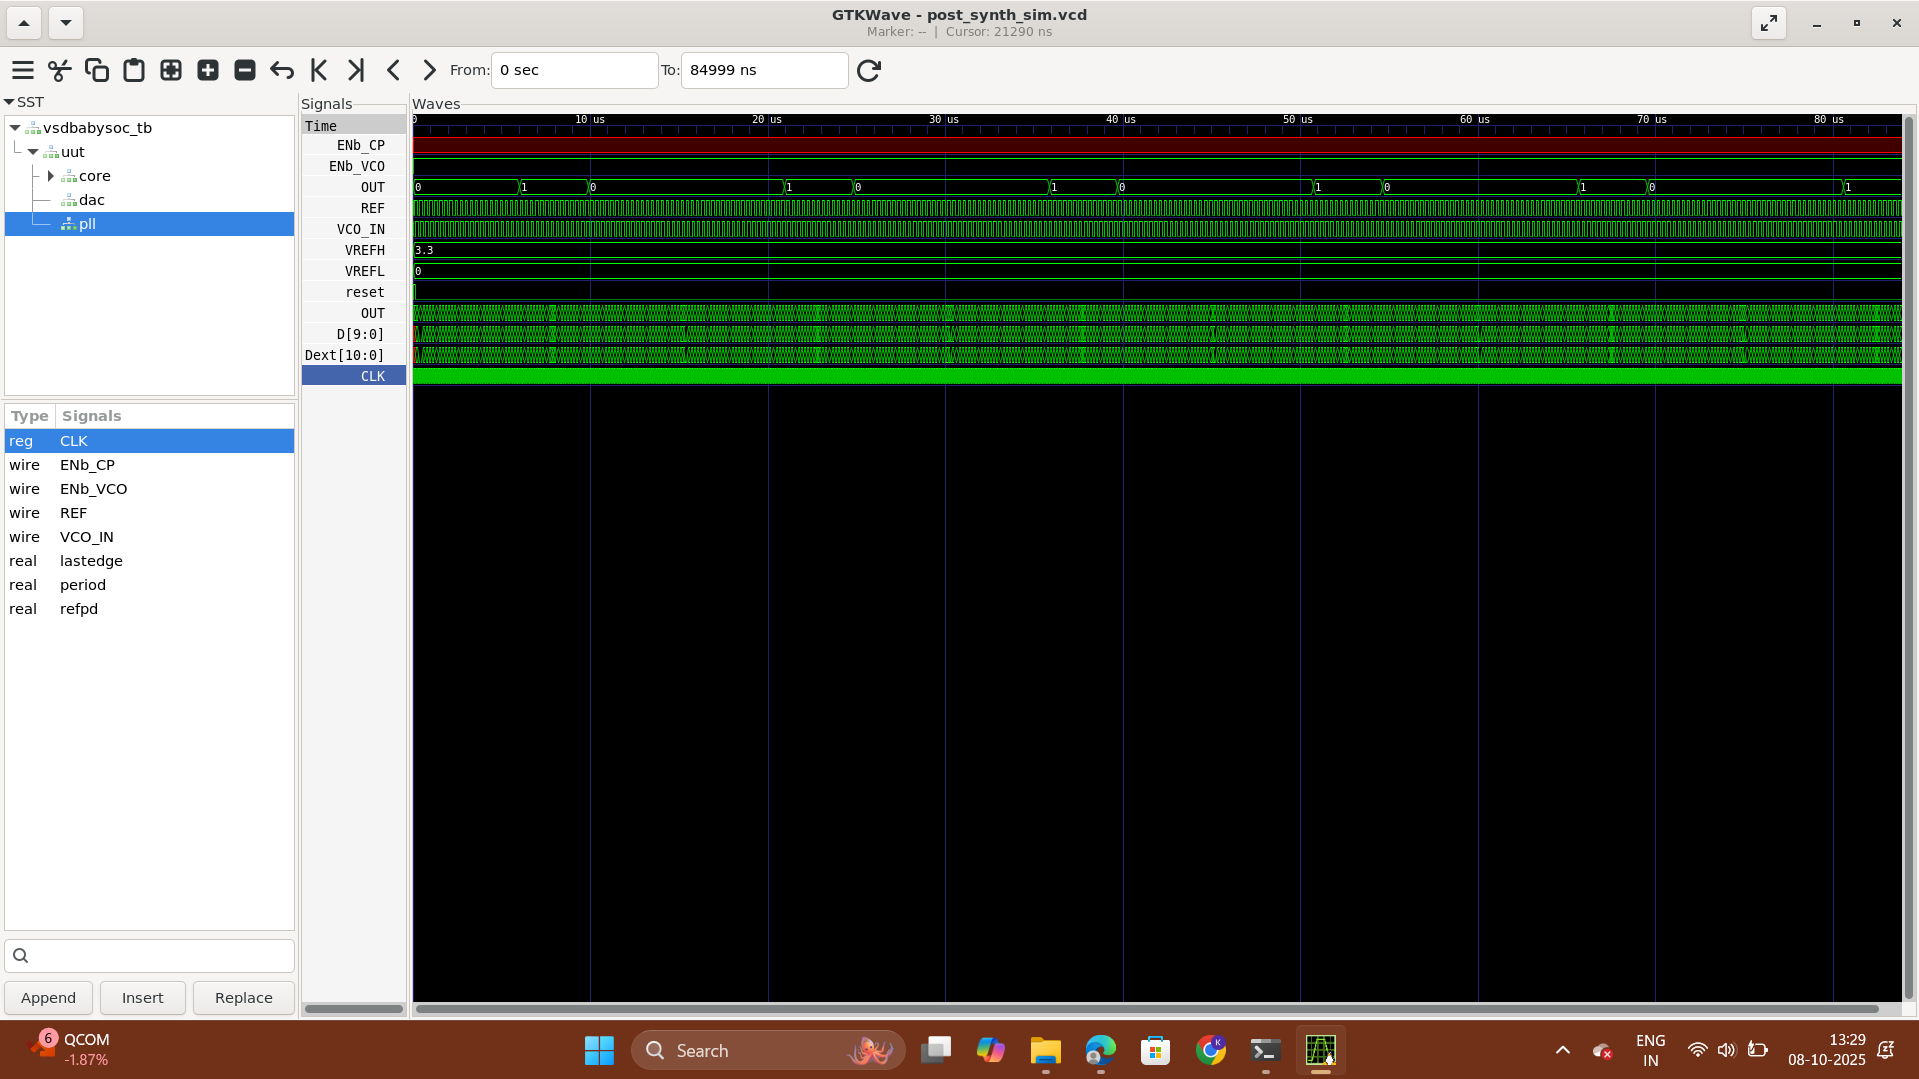 GTKWave - post_synth_sim.vcd
Marker: -- | Cursor: 21290 ns
From: 0 sec To: 84999 ns
SST
vsdbabysoc_tb
uut
core
dac
pll
Type Signals
reg CLK
wire ENb_CP
wire ENb_VCO
wire REF
wire VCO_IN
real lastedge
real period
real refpd
Append Insert Replace
Signals
Time
ENb_CP
ENb_VCO
OUT
REF
VCO_IN
VREFH
VREFL
reset
OUT
D[9:0]
Dext[10:0]
CLK
Waves
0 10 us 20 us 30 us 40 us 50 us 60 us 70 us 80 us
0 1 0 1 0 1 0 1 0 1 0 1
3.3
0
6 QCOM
-1.87%
Search
K
ENG
IN
13:29
08-10-2025